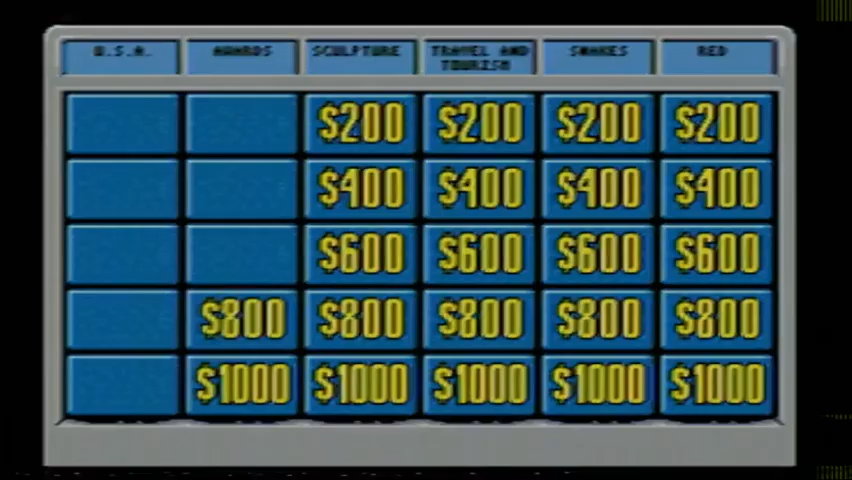 U.S.A. AWARDS SCULPTURE TRAVEL AND TOURISM SNAKES RED
$200 $200 $200 $200
$400 $400 $400 $400
$600 $600 $600 $600
$800 $800 $800 $800 $800
$1000 $1000 $1000 $1000 $1000